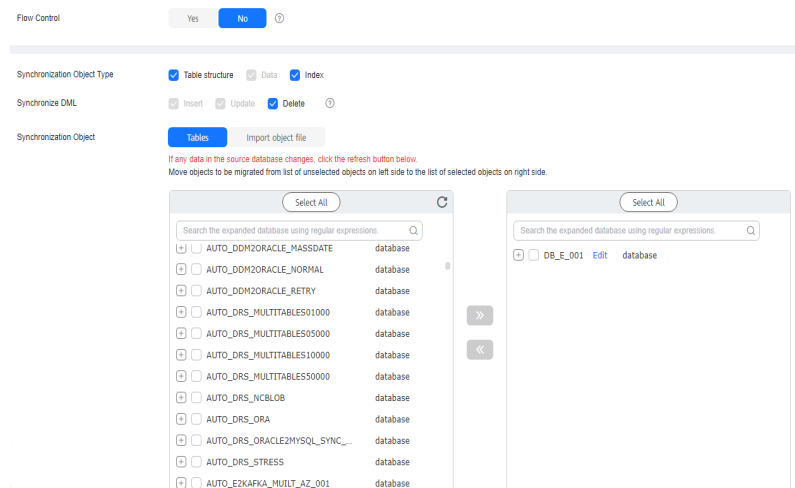 Flow Control Yes No
Synchronization Object Type Table structure Data Index
Synchronize DML Insert Update Delete
Synchronization Object Tables Import object file
If any data in the source database changes, click the refresh button below.
Move objects to be migrated from list of unselected objects on left side to the list of selected objects on right side.
Select All
Search the expanded database using regular expressions.
AUTO_DDM2ORACLE_MASSDATE database
AUTO_DDM2ORACLE_NORMAL database
AUTO_DDM2ORACLE_RETRY database
AUTO_DRS_MULTITABLES01000 database
AUTO_DRS_MULTITABLES05000 database
AUTO_DRS_MULTITABLES10000 database
AUTO_DRS_MULTITABLES50000 database
AUTO_DRS_NCBLOB database
AUTO_DRS_ORA database
AUTO_DRS_ORACLE2MYSQL_SYNC_... database
AUTO_DRS_STRESS database
AUTO_E2KAFKA_MUILT_AZ_001 database
Select All
Search the expanded database using regular expressions.
DB_E_001 Edit database